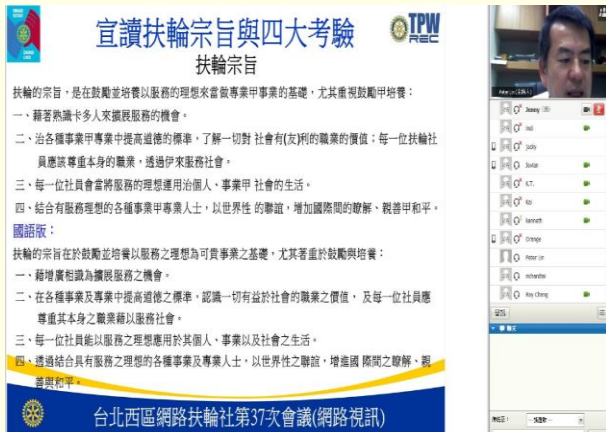 宣讀扶輪宗旨與四大考驗
TPW
REC
扶輪宗旨
扶輪的宗旨，是在鼓勵並培養以服務的理想來當做專業甲事業的基礎，尤其重視鼓勵甲培養：
一、藉著熟識卡多人來擴展服務的機會。
二、治各種事業甲專業中提高道德的標準，了解一切對 社會有(友)利的職業的價值；每一位扶輪社
員應該尊重本身的職業，透過伊來服務社會。
三、每一位社員會當將服務的理想運用治個人、事業甲 社會的生活。
四、結合有服務理想的各種事業甲專業人士，以世界性 的聯誼，增加國際間的瞭解、親善甲和平。
國語版：
扶輪的宗旨在於鼓勵並培養以服務之理想為可貴事業之基礎，尤其著重於鼓勵與培養：
一、藉增廣相識為擴展服務之機會。
二、在各種事業及專業中提高道德之標準，認識一切有益於社會的職業之價值， 及每一位社員應
尊重其本身之職業藉以服務社會。
三、每一位社員能以服務之理想應用於其個人、事業以及社會之生活。
四、透過結合具有服務之理想的各種事業及專業人士，以世界性之聯誼，增進國 際間之瞭解、親
善與和平。
台北西區網路扶輪社第37次會議(網路視訊)
Peter Lin
Jenny
Jacky
K.T.
Kai
Kenneth
Orange
Peter Lin
Ray Chang